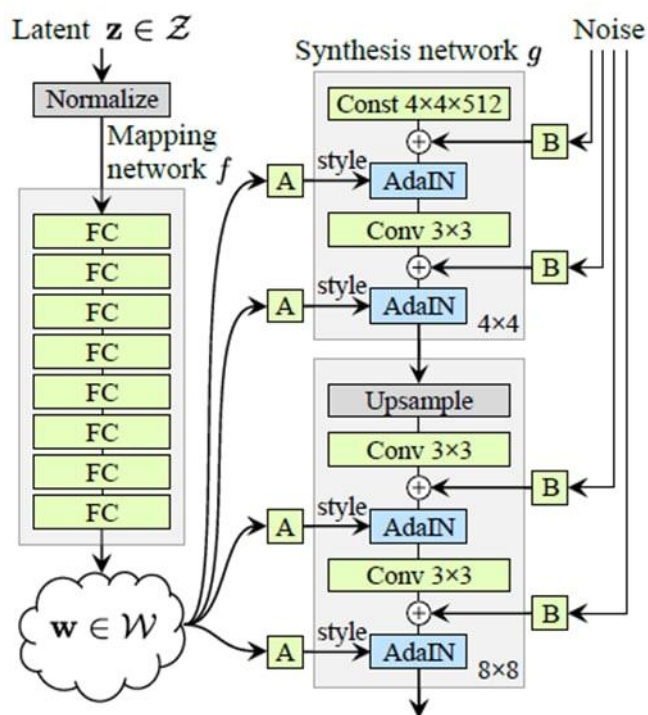 Latent z ∈ Z
Normalize
Mapping
network f
FC
FC
FC
FC
FC
FC
FC
FC
w ∈ W
Synthesis network g
Noise
Const 4×4×512
B
A
style
AdaIN
Conv 3×3
B
A
style
AdaIN
4×4
Upsample
Conv 3×3
B
A
style
AdaIN
Conv 3×3
B
A
style
AdaIN
8×8